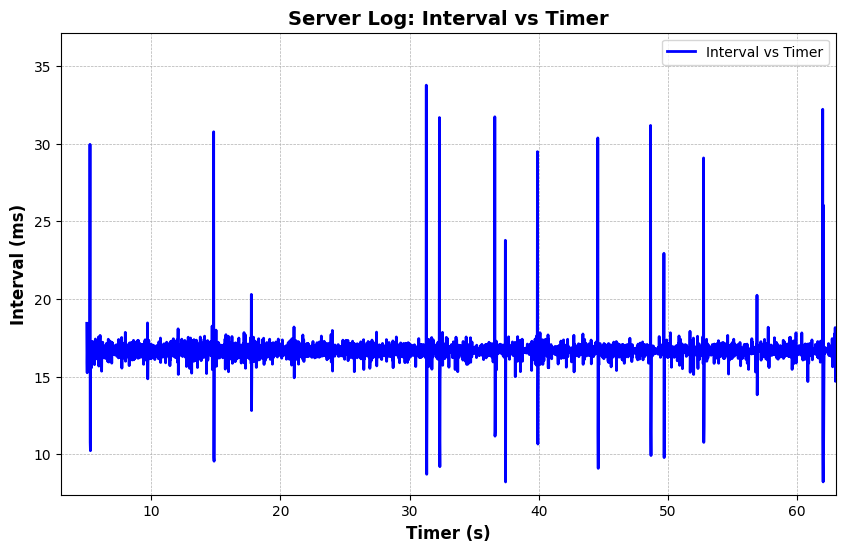 Server Log: Interval vs Timer
Interval vs Timer
35
30
25
20
15
10
Interval (ms)
10 20 30 40 50 60
Timer (s)